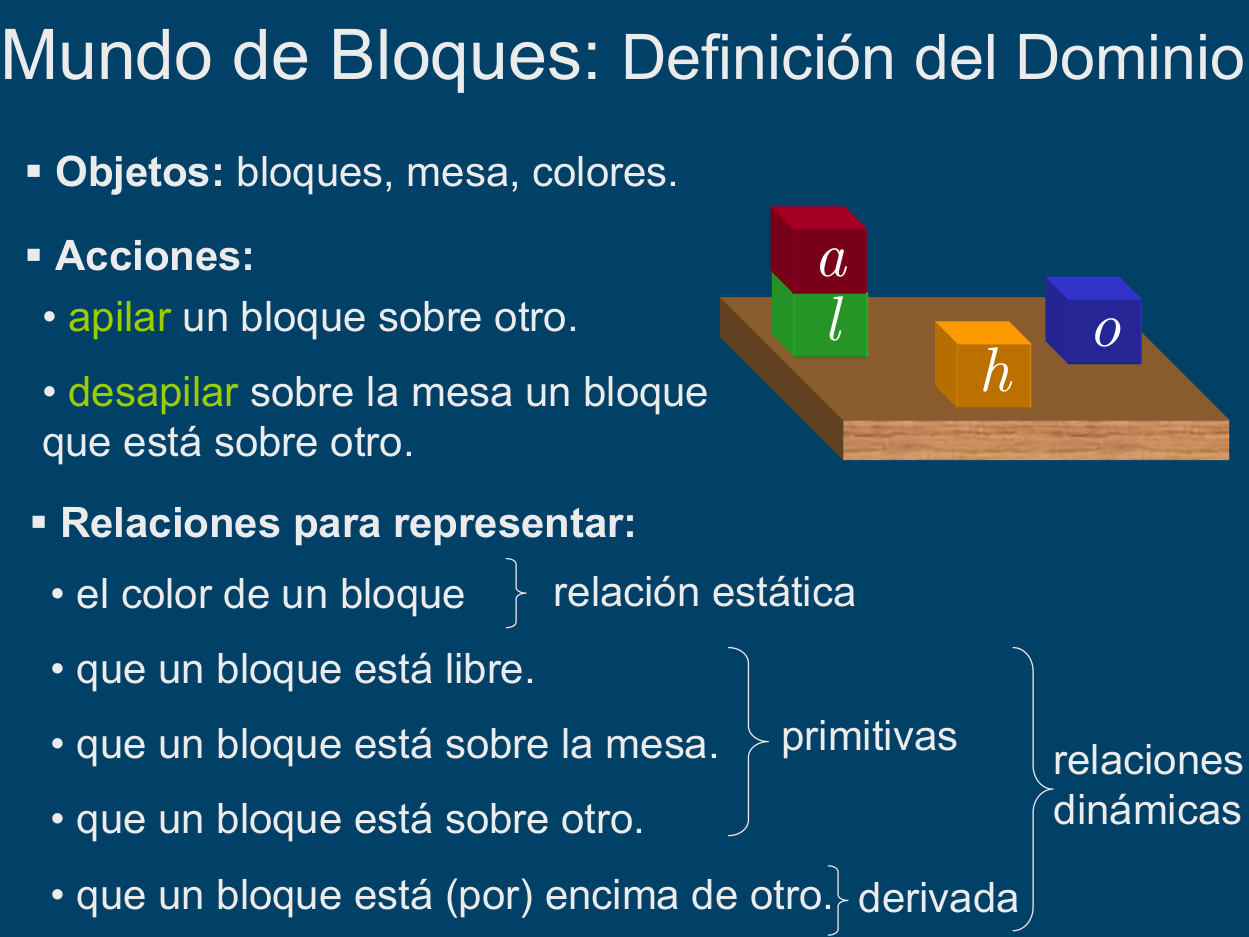 Mundo de Bloques: Definición del Dominio
▪ Objetos: bloques, mesa, colores.
▪ Acciones:
• apilar un bloque sobre otro.
• desapilar sobre la mesa un bloque
que está sobre otro.
a
l
h
o
▪ Relaciones para representar:
• el color de un bloque
relación estática
• que un bloque está libre.
• que un bloque está sobre la mesa.
• que un bloque está sobre otro.
primitivas
• que un bloque está (por) encima de otro.
derivada
relaciones
dinámicas